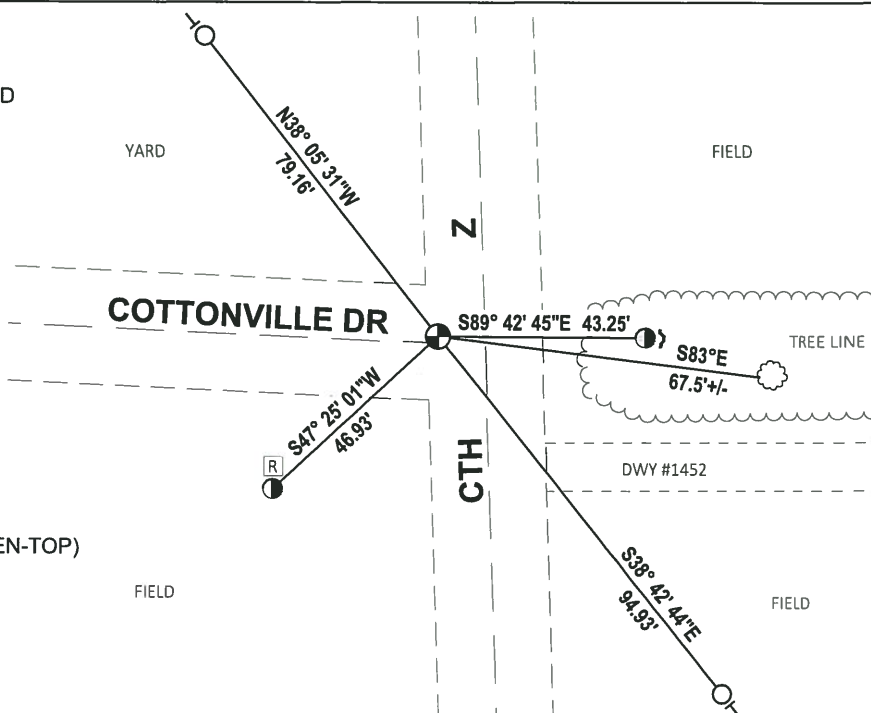 D
YARD
FIELD
N38° 05' 31"W
79.16'
Z
COTTONVILLE DR
S89° 42' 45"E 43.25'
TREE LINE
S83°E
67.5'+/-
S47° 25' 01"W
46.93'
R
CTH
DWY #1452
EN-TOP)
FIELD
S38° 42' 44"E
94.93'
FIELD